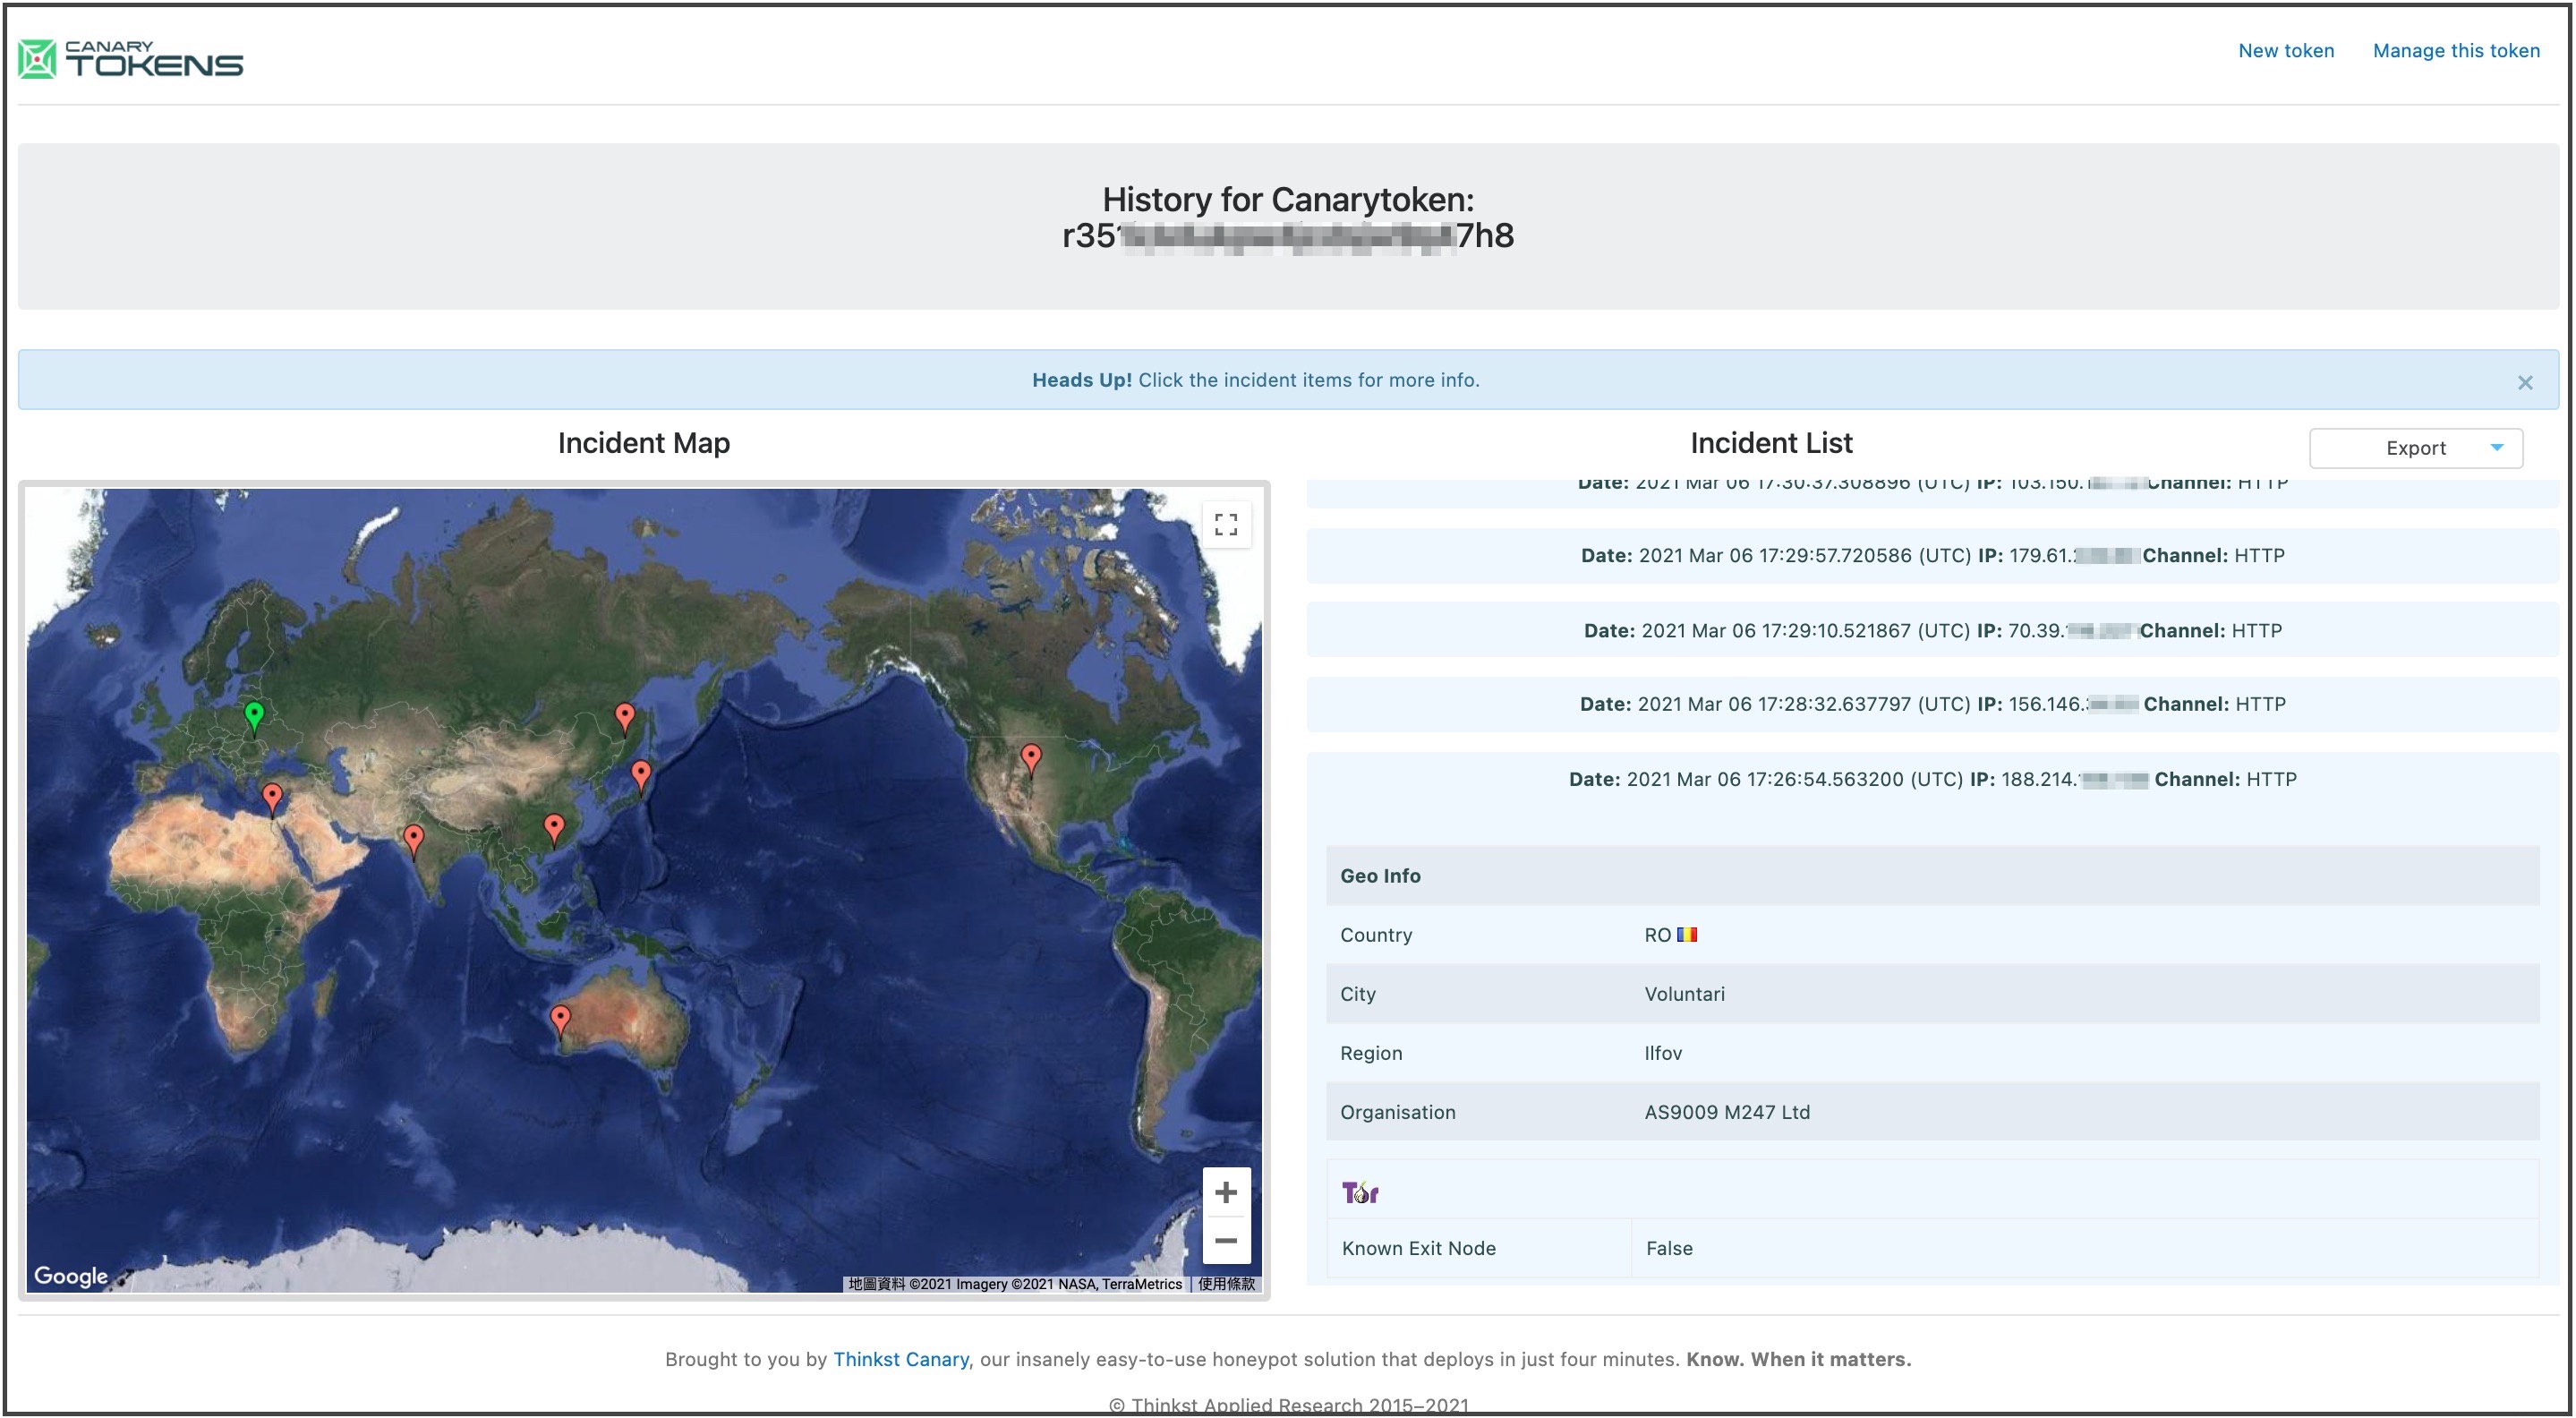 CANARY
TOKENS
New token
Manage this token
History for Canarytoken:
r35 7h8
Heads Up! Click the incident items for more info.
×
Incident Map
Incident List
Export
Date: 2021 Mar 06 17:30:37.308896 (UTC) IP: 103.150. Channel: HTTP
Date: 2021 Mar 06 17:29:57.720586 (UTC) IP: 179.61. Channel: HTTP
Date: 2021 Mar 06 17:29:10.521867 (UTC) IP: 70.39. Channel: HTTP
Date: 2021 Mar 06 17:28:32.637797 (UTC) IP: 156.146. Channel: HTTP
Date: 2021 Mar 06 17:26:54.563200 (UTC) IP: 188.214. Channel: HTTP
Geo Info
Country RO
City Voluntari
Region Ilfov
Organisation AS9009 M247 Ltd
Tor
Known Exit Node False
Google
地圖資料 ©2021 Imagery ©2021 NASA, TerraMetrics
使用條款
Brought to you by Thinkst Canary, our insanely easy-to-use honeypot solution that deploys in just four minutes. Know. When it matters.
© Thinkst Applied Research 2015–2021